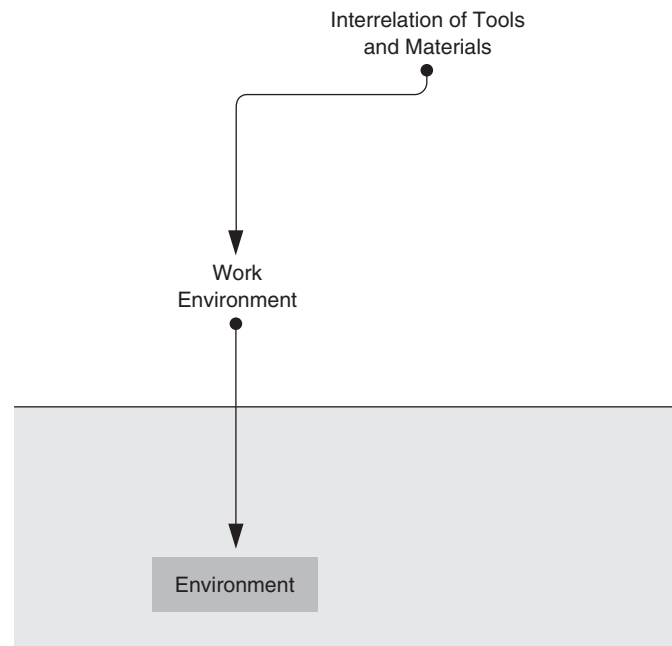 Interrelation of Tools
and Materials
Work
Environment
Environment